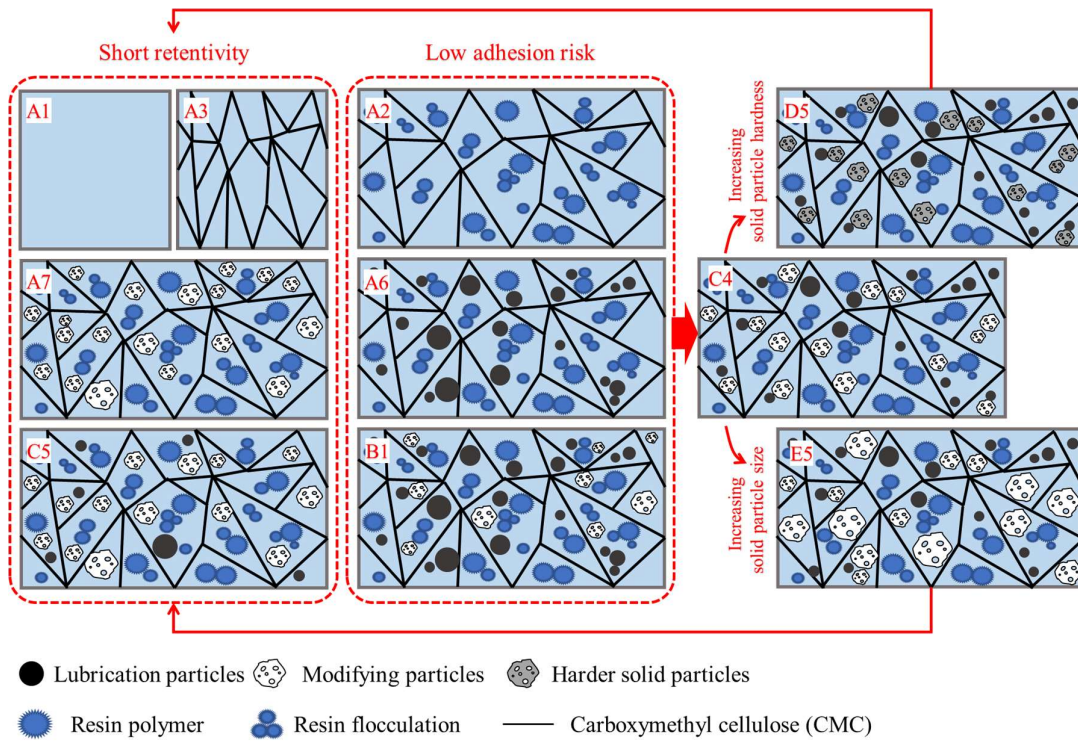 Short retentivity
Low adhesion risk
A1
A3
A2
D5
Increasing
solid particle hardness
A7
A6
C4
C5
B1
E5
Increasing
solid particle size
Lubrication particles
Modifying particles
Harder solid particles
Resin polymer
Resin flocculation
Carboxymethyl cellulose (CMC)